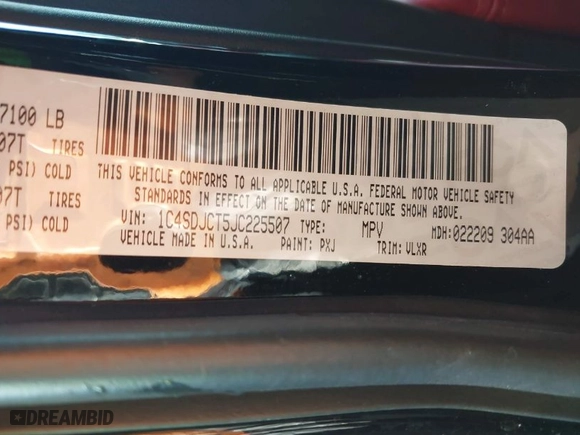 7100 LB
07T TIRES
PSI) COLD
07T TIRES
PSI) COLD
THIS VEHICLE CONFORMS TO ALL APPLICABLE U.S.A. FEDERAL MOTOR VEHICLE SAFETY
STANDARDS IN EFFECT ON THE DATE OF MANUFACTURE SHOWN ABOVE.
VIN: 1C4SDJCT5JC225507 TYPE: MPV MDH:022209 304AA
VEHICLE MADE IN U.S.A. PAINT: PXJ TRIM: VLXR
DREAMBID